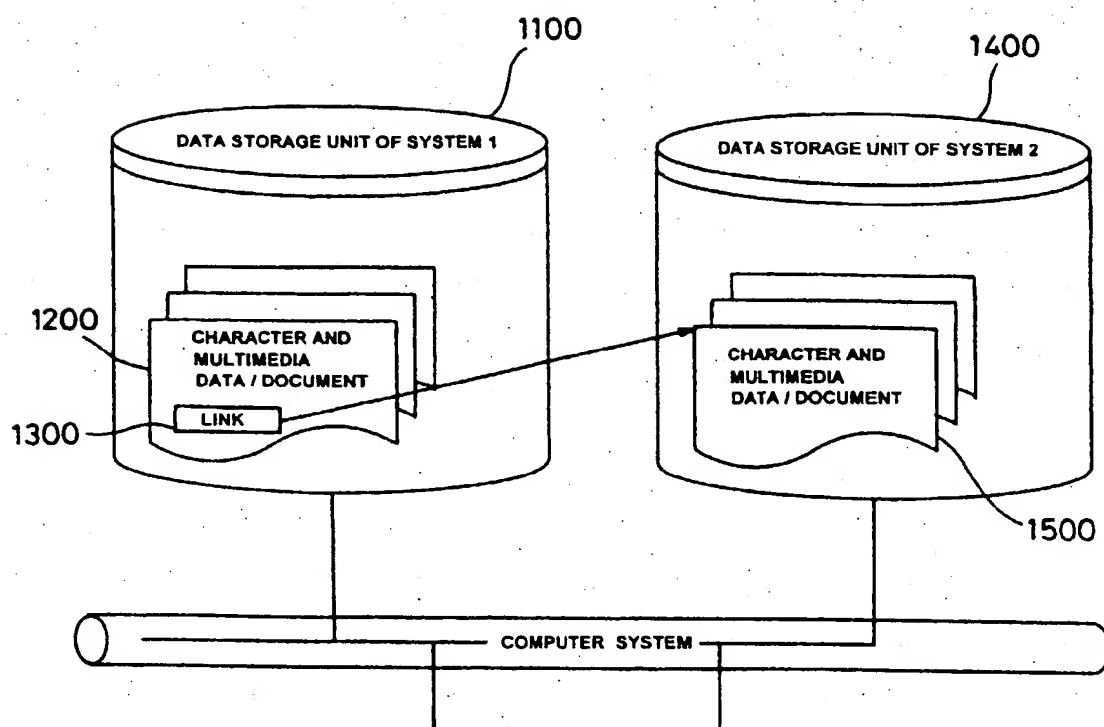 1100
1400
DATA STORAGE UNIT OF SYSTEM 1
DATA STORAGE UNIT OF SYSTEM 2
1200
CHARACTER AND
MULTIMEDIA
DATA / DOCUMENT
LINK
1300
CHARACTER AND
MULTIMEDIA
DATA / DOCUMENT
1500
COMPUTER SYSTEM